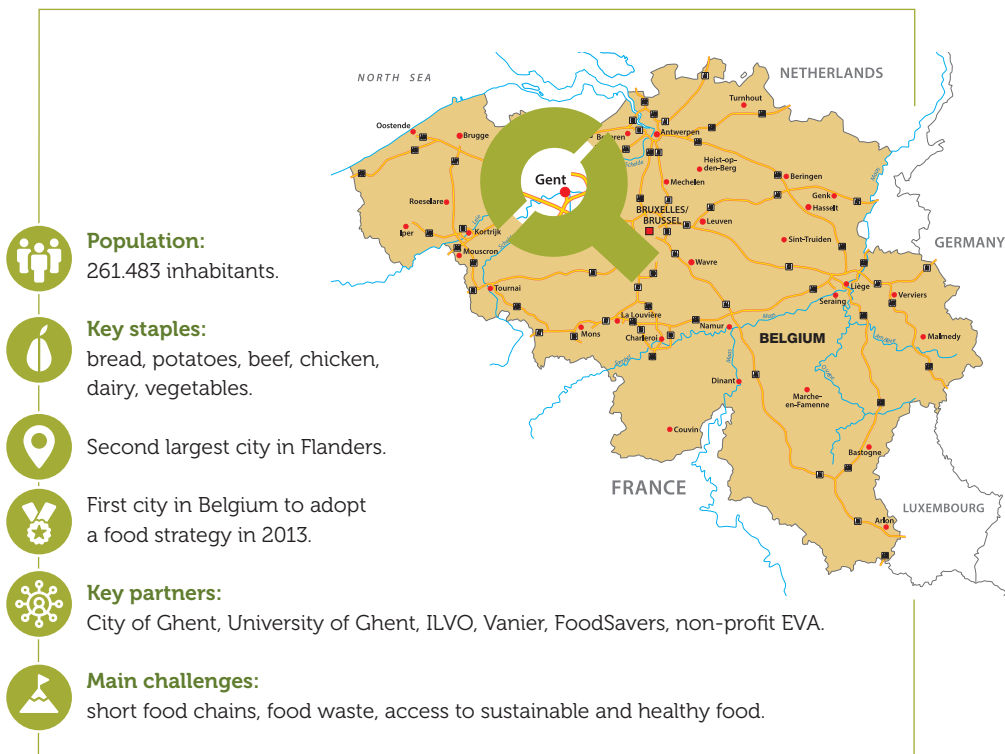 NORTH SEA
NETHERLANDS
Turnhout
Oostende
Brugge
Antwerpen
Heist-op-
den-Berg
Gent
Mechelen
Beringen
Genk
Hasselt
Roeselare
BRUXELLES/
BRUSSEL
Leuven
Iper
Kortrijk
Sint-Truiden
GERMANY
Mouscron
Wavre
Tournai
Liège
Seraing
Verviers
La Louvière
Mons
Charleroi
Namur
BELGIUM
Malmedy
Dinant
Marche-
en-Famenne
Couvin
Bastogne
FRANCE
LUXEMBOURG
Arlon
Population:
261.483 inhabitants.
Key staples:
bread, potatoes, beef, chicken,
dairy, vegetables.
Second largest city in Flanders.
First city in Belgium to adopt
a food strategy in 2013.
Key partners:
City of Ghent, University of Ghent, ILVO, Vanier, FoodSavers, non-profit EVA.
Main challenges:
short food chains, food waste, access to sustainable and healthy food.